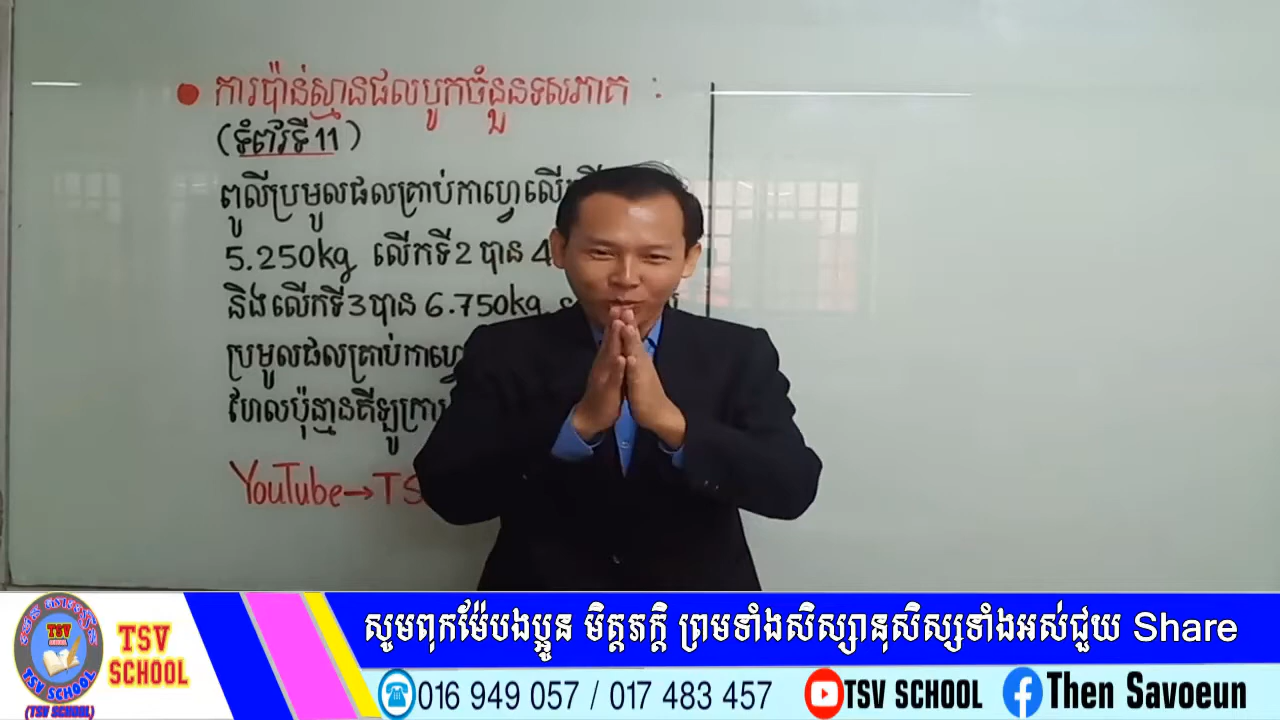 • ការប៉ាន់ស្មានផលបូកចំនួនទសភាគ :
(ទំព័រទី 11)
ពូលីប្រមូលផលគ្រាប់កាហ្វេលើកទី
5.250kg លើកទី2 បាន 4
និងលើកទី3 បាន 6.750kg
ប្រមូលផលគ្រាប់កាហ្វេ
ហែលប៉ុន្មានគីឡូក្រា
YouTube → TS
TSV
TSV SCHOOL
(TSV SCHOOL)
TSV
SCHOOL
សូមពុកម៉ែបងប្អូន មិត្តភក្តិ ព្រមទាំងសិស្សានុសិស្សទាំងអស់ជួយ Share
016 949 057 / 017 483 457
TSV SCHOOL
Then Savoeun